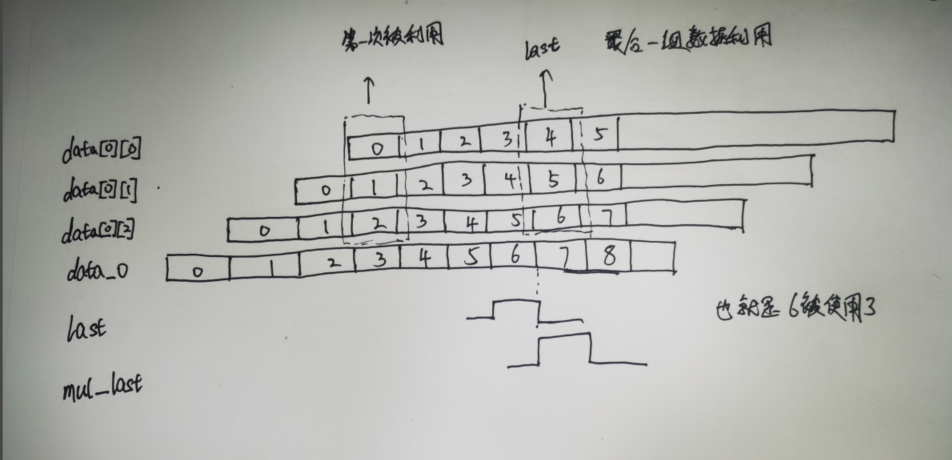 第一次被利用
last 最后一组数据利用
data[0][0] 0 1 2 3 4 5
data[0][1] 0 1 2 3 4 5 6
data[0][2] 0 1 2 3 4 5 6 7
data_0 0 1 2 3 4 5 6 7 8
last 也就是6被使用了
mul_last